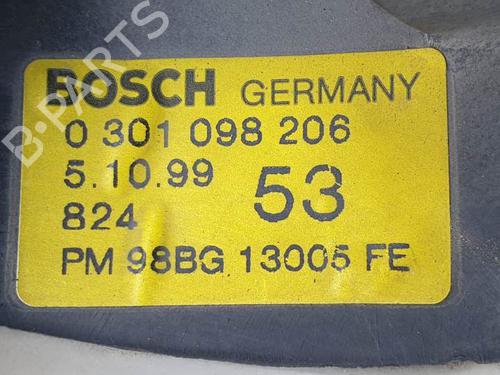 B-PARTS
BOSCH GERMANY
0 301 098 206
5.10.99 53
824
PM 98BG 13005 FE